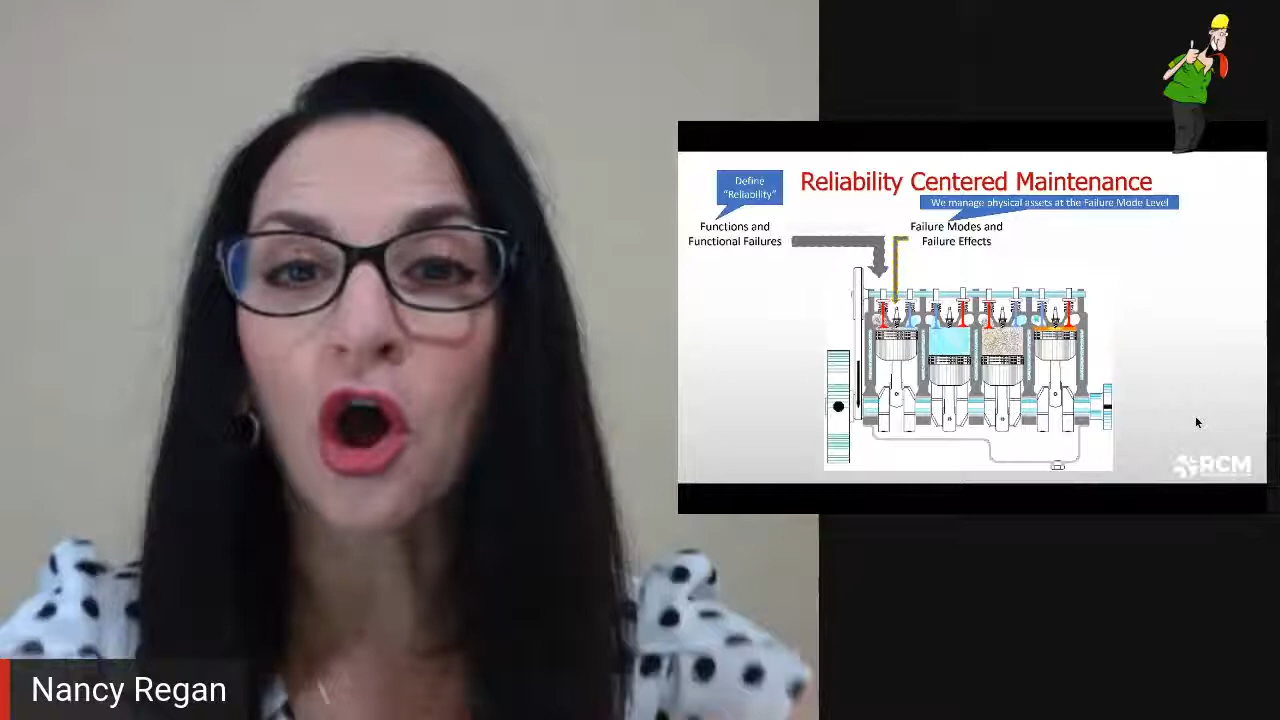 Define
“Reliability”
Reliability Centered Maintenance
We manage physical assets at the Failure Mode Level
Functions and
Functional Failures
Failure Modes and
Failure Effects
RCM
Nancy Regan